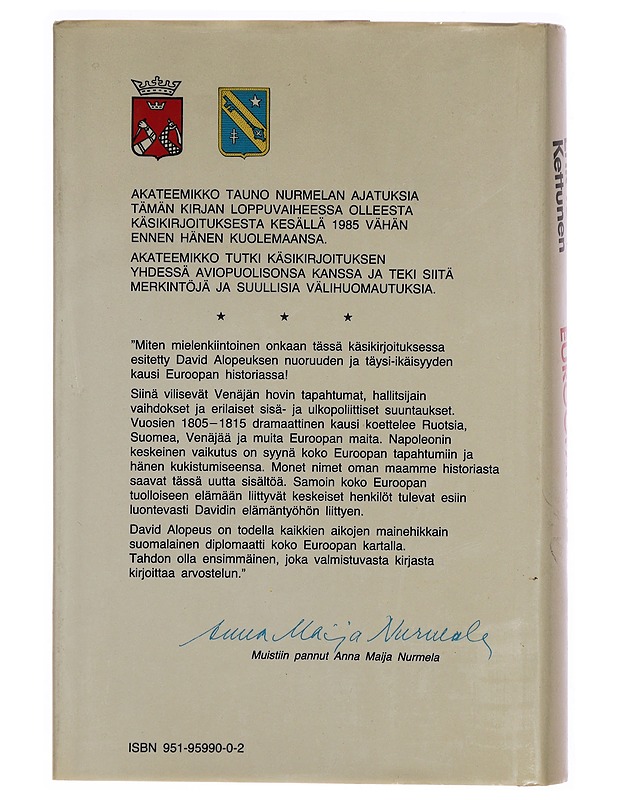 AKATEEMIKKO TAUNO NURMELAN AJATUKSIA
TÄMÄN KIRJAN LOPPUVAIHEESSA OLLEESTA
KÄSIKIRJOITUKSESTA KESÄLLÄ 1985 VÄHÄN
ENNEN HÄNEN KUOLEMAANSA.
AKATEEMIKKO TUTKI KÄSIKIRJOITUKSEN
YHDESSÄ AVIOPUOLISONSA KANSSA JA TEKI SIITÄ
MERKINTÖJÄ JA SUULLISIA VÄLIHUOMAUTUKSIA.
"Miten mielenkiintoinen onkaan tässä käsikirjoituksessa
esitetty David Alopeuksen nuoruuden ja täysi-ikäisyyden
kausi Euroopan historiassa!
Siinä vilisevät Venäjän hovin tapahtumat, hallitsijain
vaihdokset ja erilaiset sisä- ja ulkopoliittiset suuntaukset.
Vuosien 1805–1815 dramaattinen kausi koettelee Ruotsia,
Suomea, Venäjää ja muita Euroopan maita. Napoleonin
keskeinen vaikutus on syynä koko Euroopan tapahtumiin ja
hänen kukistumiseensa. Monet nimet oman maamme historiasta
saavat tässä uutta sisältöä. Samoin koko Euroopan
tuolloiseen elämään liittyvät keskeiset henkilöt tulevat esiin
luontevasti Davidin elämäntyöhön liittyen.
David Alopeus on todella kaikkien aikojen mainehikkain
suomalainen diplomaatti koko Euroopan kartalla.
Tahdon olla ensimmäinen, joka valmistuvasta kirjasta
kirjoittaa arvostelun."
Anna Maija Nurmela
Muistiin pannut Anna Maija Nurmela
ISBN 951-95990-0-2
Kettunen